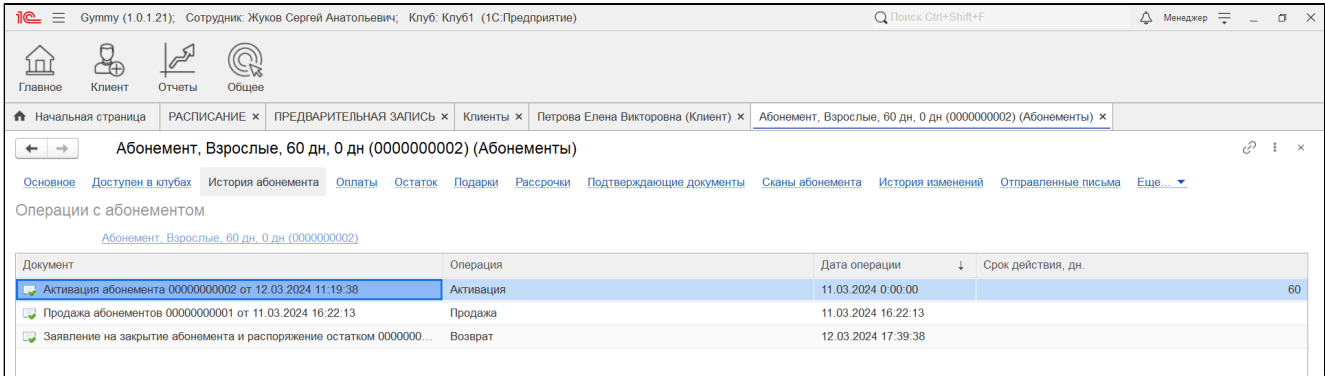 Gymmy (1.0.1.21); Сотрудник: Жуков Сергей Анатольевич; Клуб: Клуб1 (1С:Предприятие) Поиск Ctrl+Shift+F Менеджер
Главное Клиент Отчеты Общее
Начальная страница РАСПИСАНИЕ × ПРЕДВАРИТЕЛЬНАЯ ЗАПИСЬ × Клиенты × Петрова Елена Викторовна (Клиент) × Абонемент, Взрослые, 60 дн, 0 дн (0000000002) (Абонементы) ×
Абонемент, Взрослые, 60 дн, 0 дн (0000000002) (Абонементы)
Основное Доступен в клубах История абонемента Оплаты Остаток Подарки Рассрочки Подтверждающие документы Сканы абонемента История изменений Отправленные письма Еще...
Операции с абонементом
Абонемент, Взрослые, 60 дн, 0 дн (0000000002)
Документ Операция Дата операции ↓ Срок действия, дн.
Активация абонемента 00000000002 от 12.03.2024 11:19:38 Активация 11.03.2024 0:00:00 60
Продажа абонементов 00000000001 от 11.03.2024 16:22:13 Продажа 11.03.2024 16:22:13
Заявление на закрытие абонемента и распоряжение остатком 0000000... Возврат 12.03.2024 17:39:38